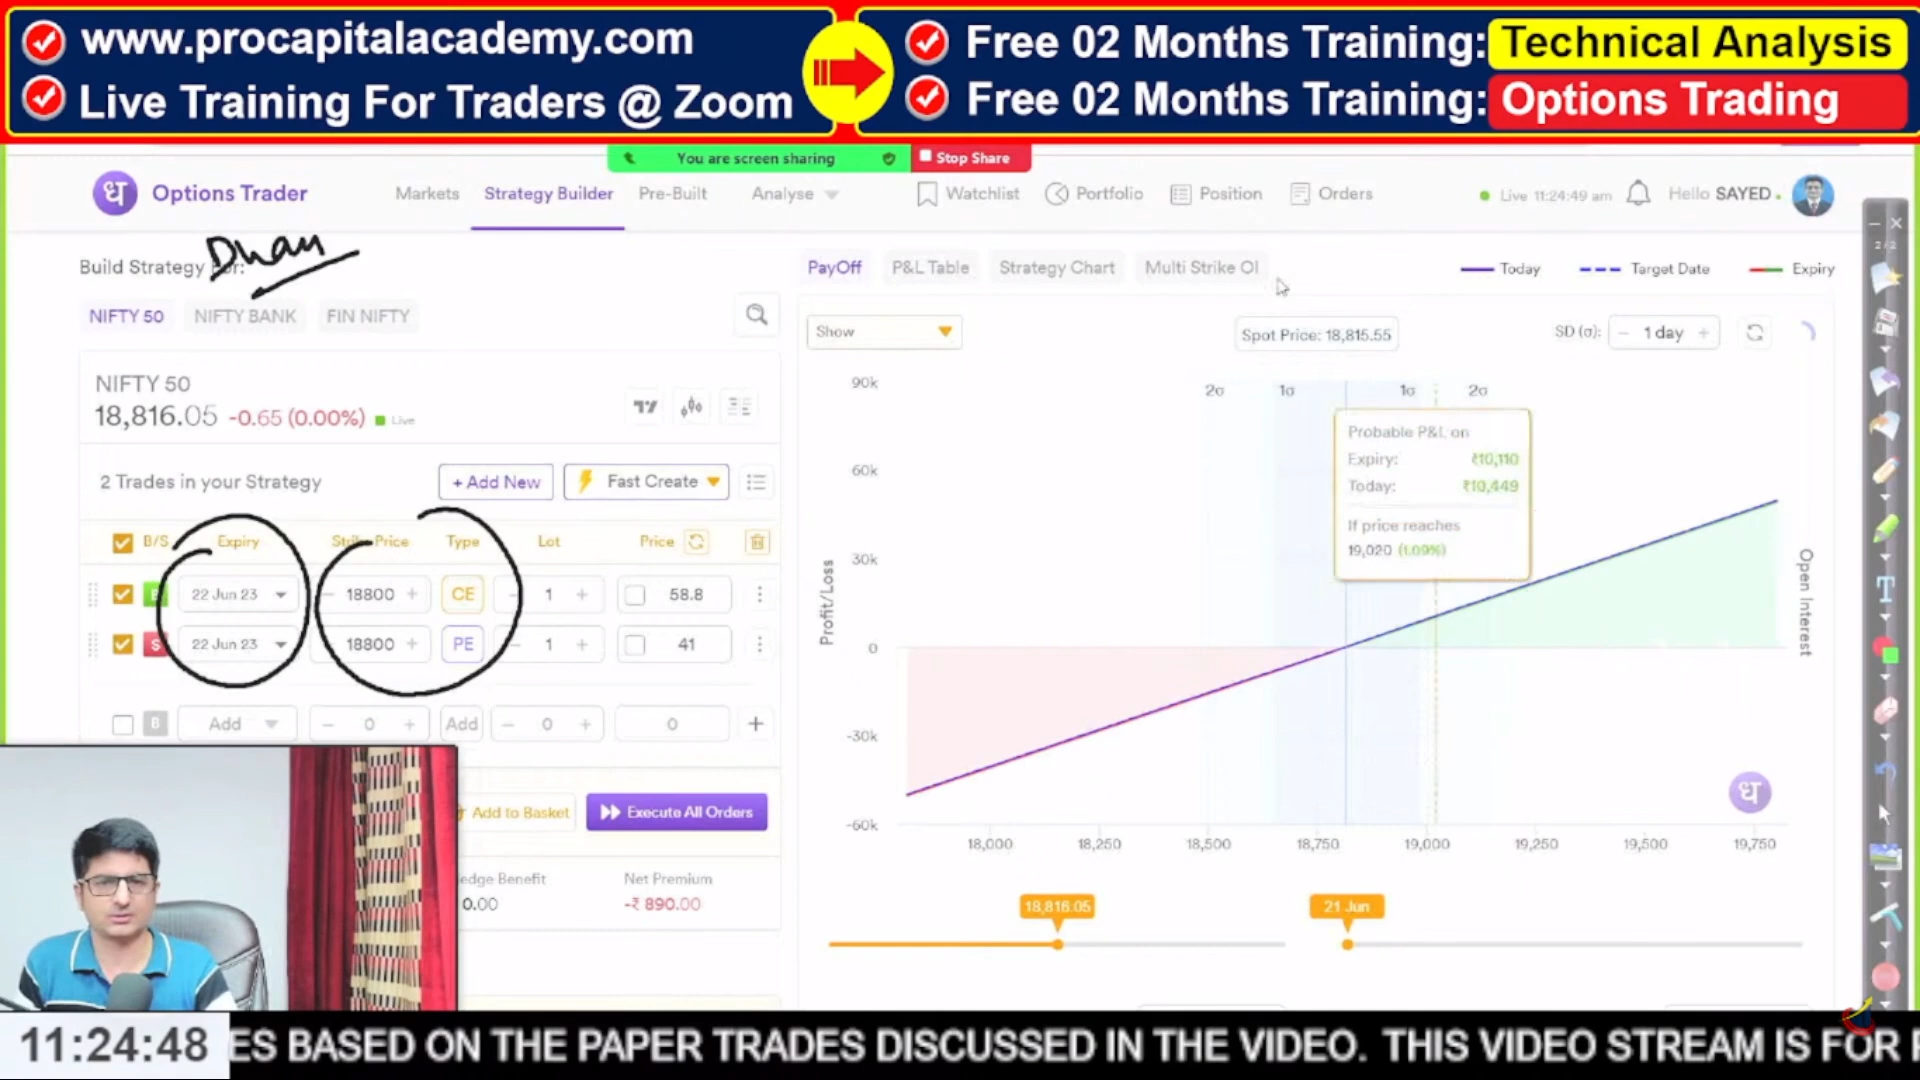 www.procapitalacademy.com
Live Training For Traders @ Zoom
Free 02 Months Training: Technical Analysis
Free 02 Months Training: Options Trading
You are screen sharing
Stop Share
ध
Options Trader
Markets
Strategy Builder
Pre-Built
Analyse
Watchlist
Portfolio
Position
Orders
Live 11:24:49 am
Hello SAYED
2/2
Dhan
Build Strategy For:
PayOff
P&L Table
Strategy Chart
Multi Strike OI
Today
Target Date
Expiry
NIFTY 50
NIFTY BANK
FIN NIFTY
Show
Spot Price: 18,815.55
SD (σ):
− 1 day +
NIFTY 50
18,816.05 -0.65 (0.00%) Live
2 Trades in your Strategy
+ Add New
Fast Create
B/S Expiry Strike Price Type Lot Price
B 22 Jun 23 − 18800 + CE − 1 + 58.8
S 22 Jun 23 18800 + PE − 1 + 41
B Add − 0 + Add − 0 + 0 +
Add to Basket
Execute All Orders
edge Benefit
0.00
Net Premium
-₹ 890.00
90k
60k
30k
0
-30k
-60k
Profit/Loss
Open Interest
2σ 1σ 1σ 2σ
Probable P&L on
Expiry: ₹10,110
Today: ₹10,449
If price reaches
19,020 (1.09%)
T
ध
18,000 18,250 18,500 18,750 19,000 19,250 19,500 19,750
18,816.05
21 Jun
11:24:48
ES BASED ON THE PAPER TRADES DISCUSSED IN THE VIDEO. THIS VIDEO STREAM IS FOR